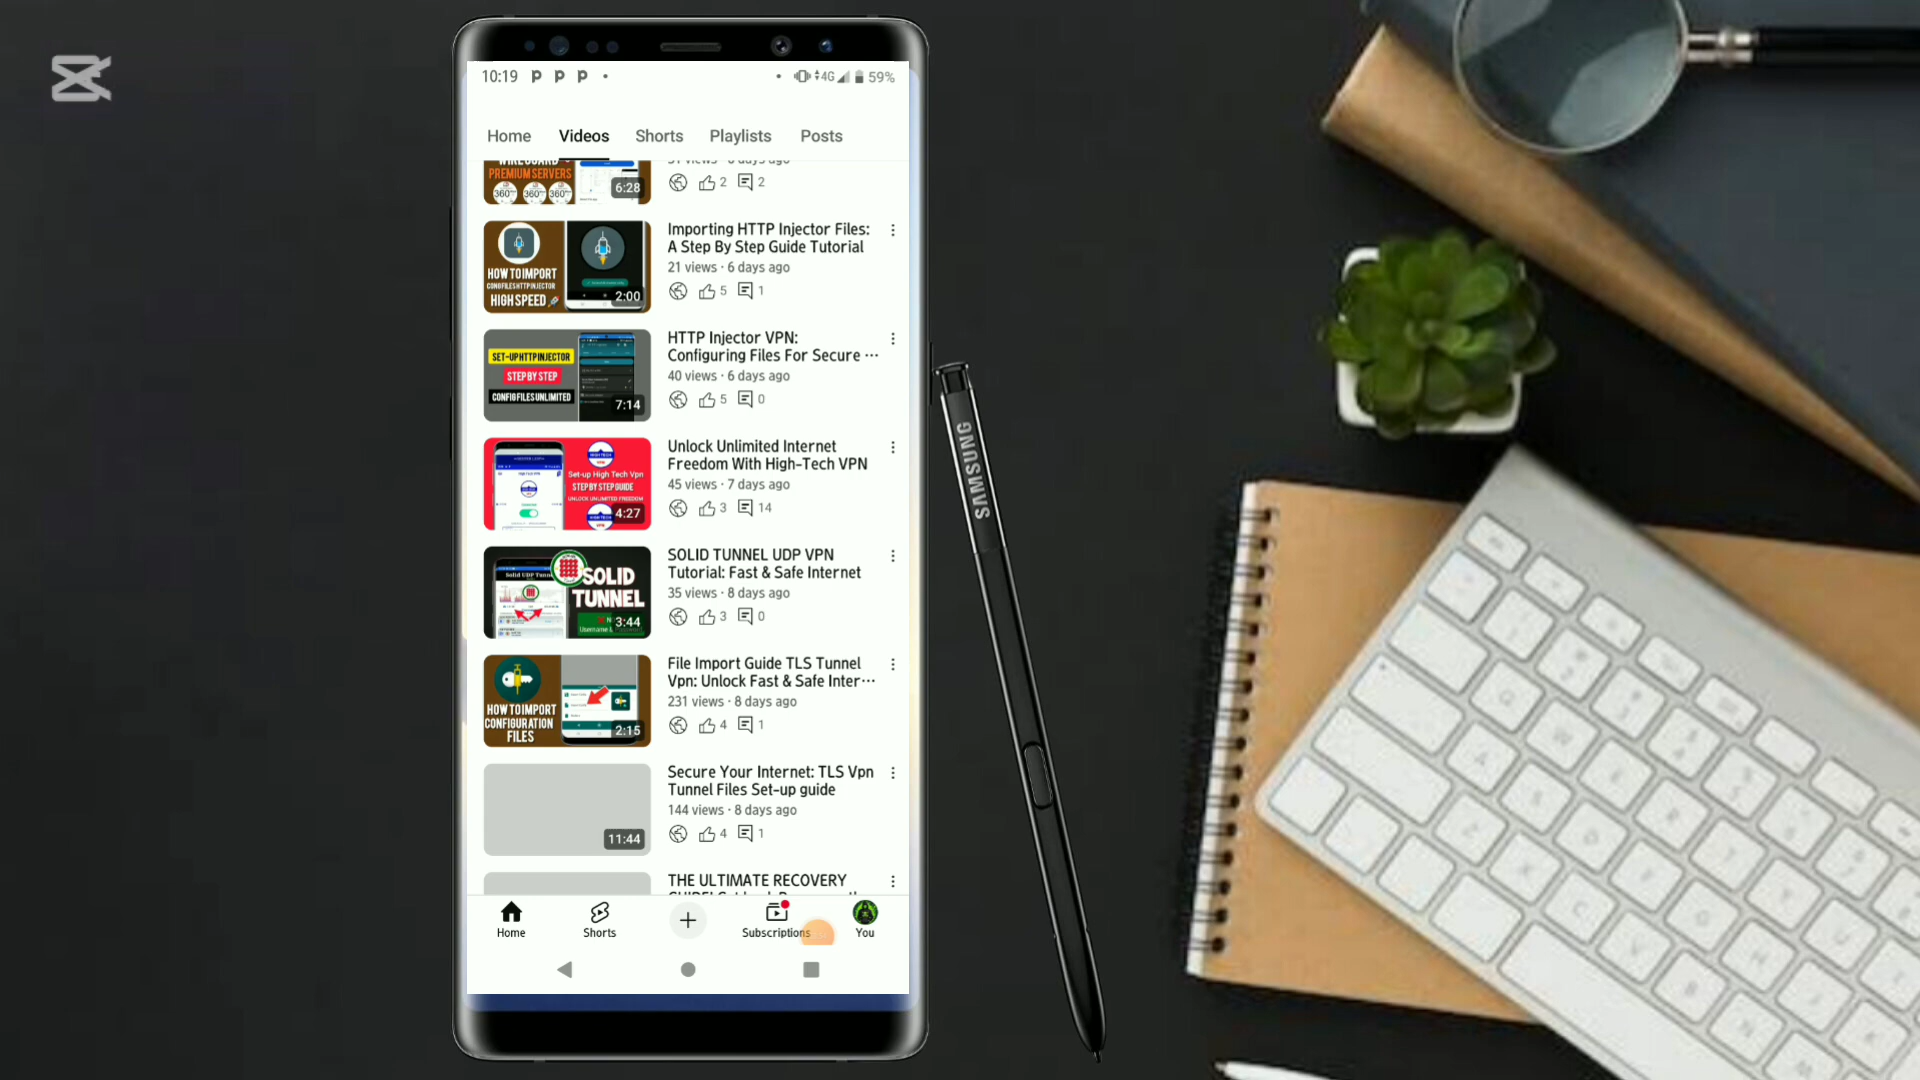 10:19
4G 59%
Home Videos Shorts Playlists Posts
PREMIUM SERVERS
360 360 360
6:28
2 2
HOW TO IMPORT
CONG FILES HTTP INJECTOR
HIGH SPEED
2:00
Importing HTTP Injector Files:
A Step By Step Guide Tutorial
21 views · 6 days ago
5 1
SET-UP HTTP INJECTOR
STEP BY STEP
CONFIG FILES UNLIMITED
7:14
HTTP Injector VPN:
Configuring Files For Secure ...
40 views · 6 days ago
5 0
Set-up High Tech Vpn
STEP BY STEP GUIDE
UNLOCK UNLIMITED FREEDOM
4:27
Unlock Unlimited Internet
Freedom With High-Tech VPN
45 views · 7 days ago
3 14
Solid UDP Tunn
SOLID
TUNNEL
Username
3:44
SOLID TUNNEL UDP VPN
Tutorial: Fast & Safe Internet
35 views · 8 days ago
3 0
HOW TO IMPORT
CONFIGURATION
FILES
2:15
File Import Guide TLS Tunnel
Vpn: Unlock Fast & Safe Inter...
231 views · 8 days ago
4 1
11:44
Secure Your Internet: TLS Vpn
Tunnel Files Set-up guide
144 views · 8 days ago
4 1
THE ULTIMATE RECOVERY
Home Shorts Subscriptions You
SAMSUNG